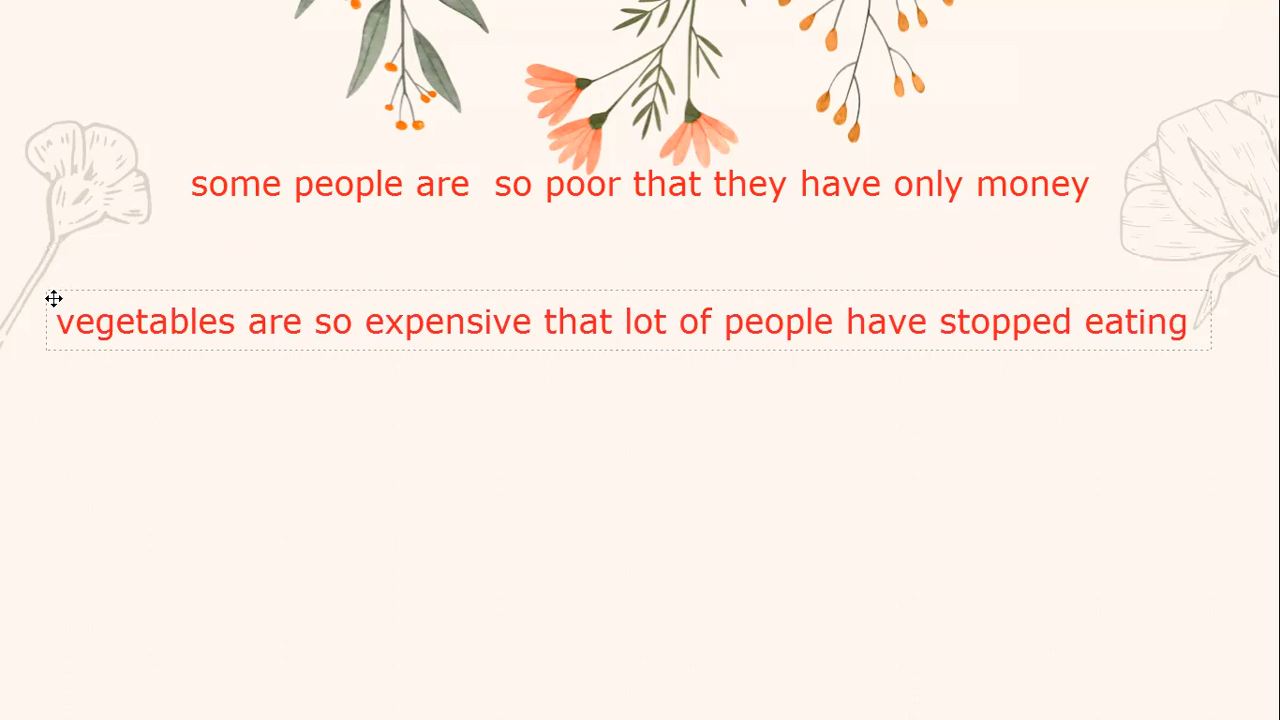 some people are  so poor that they have only money
vegetables are so expensive that lot of people have stopped eating